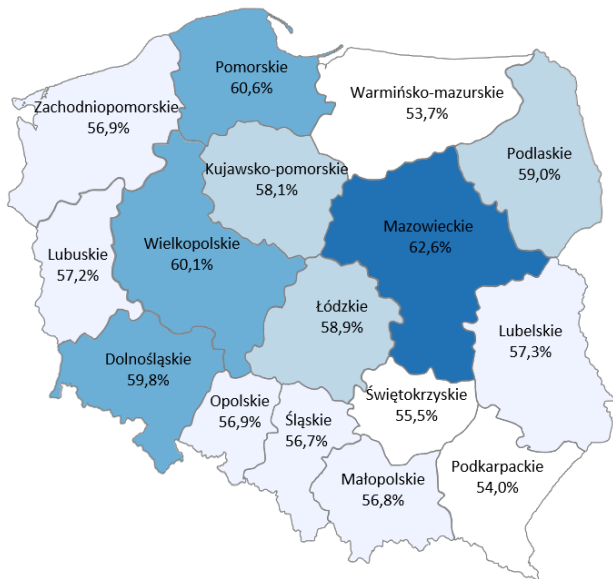 Pomorskie
60,6%
Warmińsko-mazurskie
53,7%
Zachodniopomorskie
56,9%
Podlaskie
59,0%
Kujawsko-pomorskie
58,1%
Mazowieckie
62,6%
Wielkopolskie
60,1%
Lubuskie
57,2%
Łódzkie
58,9%
Lubelskie
57,3%
Dolnośląskie
59,8%
Opolskie
56,9%
Śląskie
56,7%
Świętokrzyskie
55,5%
Małopolskie
56,8%
Podkarpackie
54,0%